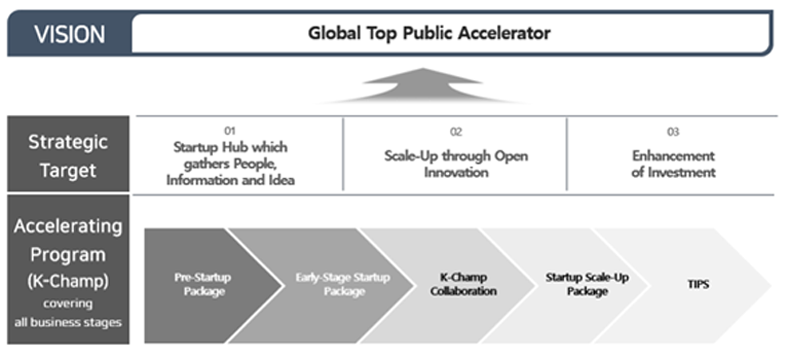 VISION
Global Top Public Accelerator
Strategic
Target
01
Startup Hub which
gathers People,
Information and Idea
02
Scale-Up through Open
Innovation
03
Enhancement
of Investment
Accelerating
Program
(K-Champ)
covering
all business stages
Pre-Startup
Package
Early-Stage Startup
Package
K-Champ
Collaboration
Startup Scale-Up
Package
TIPS